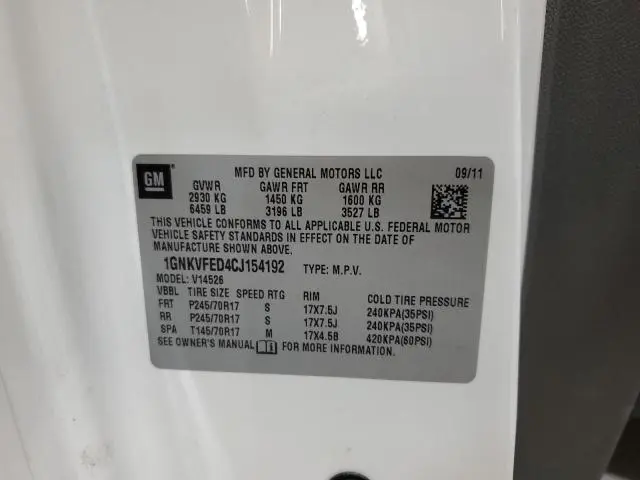 GM
MFD BY GENERAL MOTORS LLC 09/11
GVWR GAWR FRT GAWR RR
2930 KG 1450 KG 1600 KG
6459 LB 3196 LB 3527 LB
THIS VEHICLE CONFORMS TO ALL APPLICABLE U.S. FEDERAL MOTOR
VEHICLE SAFETY STANDARDS IN EFFECT ON THE DATE OF
MANUFACTURE SHOWN ABOVE.
1GNKVFED4CJ154192 TYPE: M.P.V.
MODEL: V14526
VBBL TIRE SIZE SPEED RTG RIM COLD TIRE PRESSURE
FRT P245/70R17 S 17X7.5J 240KPA(35PSI)
RR P245/70R17 S 17X7.5J 240KPA(35PSI)
SPA T145/70R17 M 17X4.5B 420KPA(60PSI)
SEE OWNER'S MANUAL FOR MORE INFORMATION.